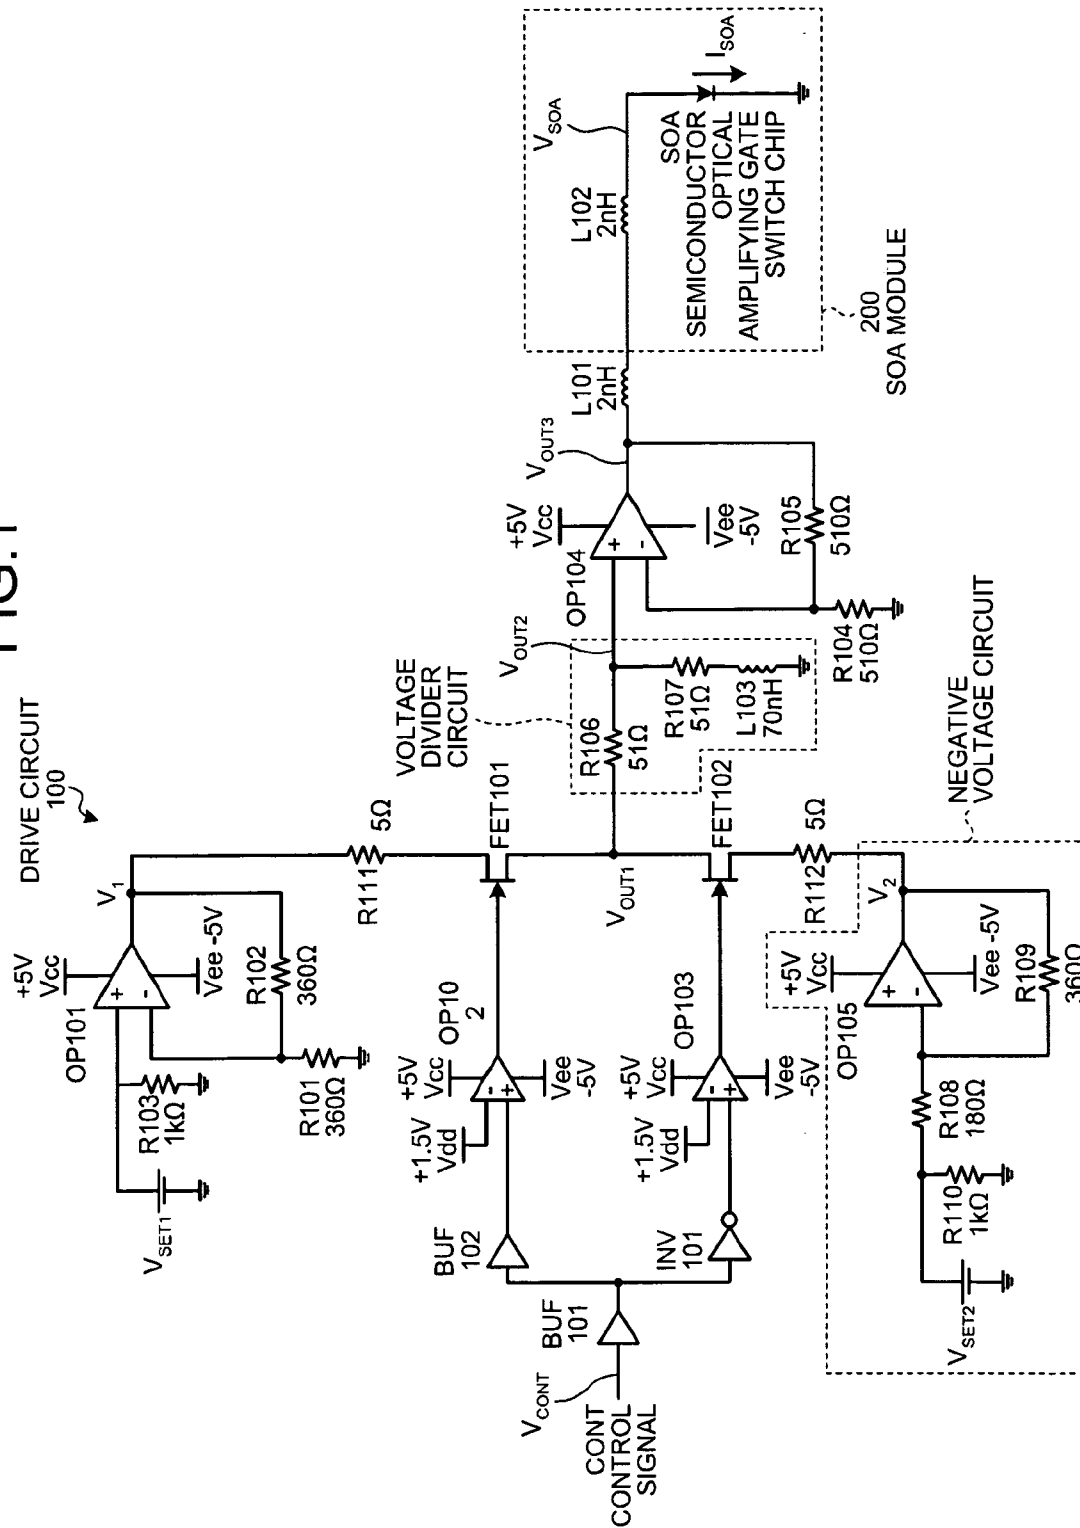 FIG.1
DRIVE CIRCUIT
100
+5V
Vcc
OP101
+
-
Vee -5V
V1
R102
360Ω
R103
1kΩ
R101
360Ω
VSET1
R111
5Ω
FET101
VOLTAGE
DIVIDER
CIRCUIT
R106
51Ω
VOUT1
VOUT2
R107
51Ω
L103
70nH
OP104
+5V
Vcc
+
-
Vee
-5V
VOUT3
R105
510Ω
R104
510Ω
L101
2nH
L102
2nH
VSOA
ISOA
SOA
SEMICONDUCTOR
OPTICAL
AMPLIFYING GATE
SWITCH CHIP
200
SOA MODULE
CONT
CONTROL
SIGNAL
VCONT
BUF
101
BUF
102
INV
101
+1.5V
Vdd
+5V
Vcc
OP10
2
-
+
Vee
-5V
+1.5V
Vdd
+5V
Vcc
OP103
-
+
Vee
-5V
FET102
R112
5Ω
NEGATIVE
VOLTAGE CIRCUIT
V2
+5V
Vcc
OP105
+
-
Vee -5V
R109
360Ω
R108
180Ω
R110
1kΩ
VSET2